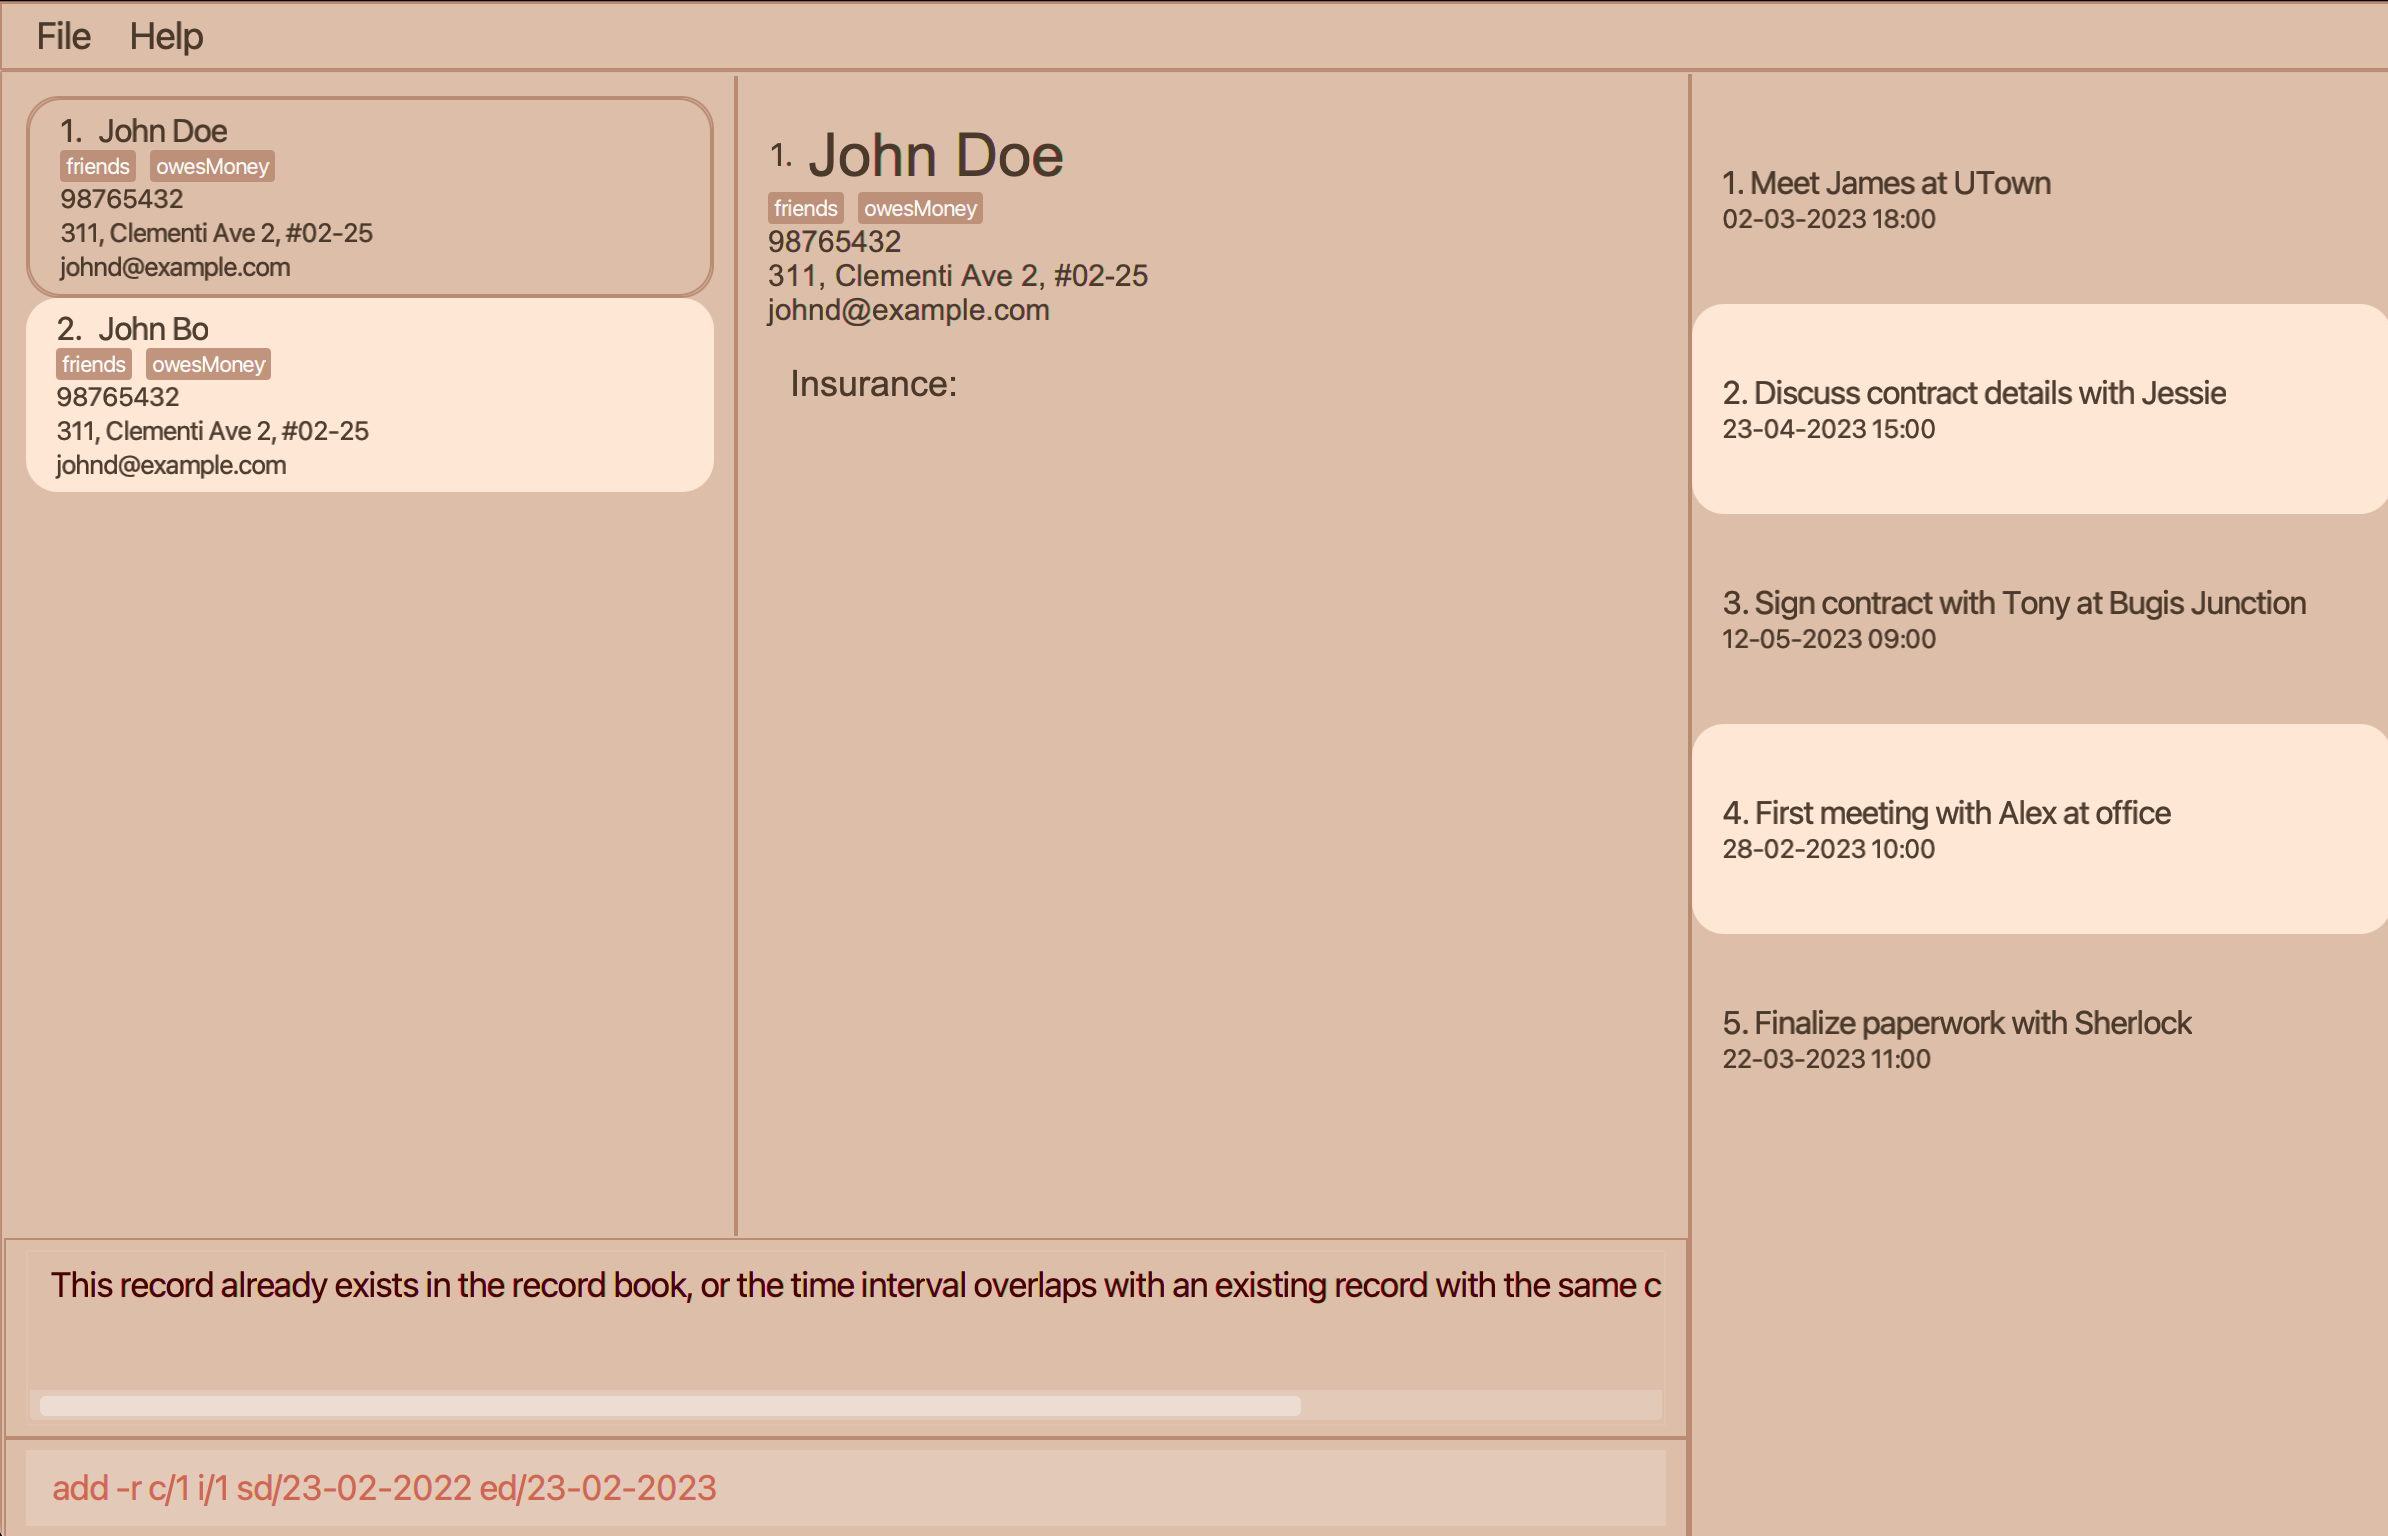 File Help
1. John Doe
friends owesMoney
98765432
311, Clementi Ave 2, #02-25
johnd@example.com
2. John Bo
friends owesMoney
98765432
311, Clementi Ave 2, #02-25
johnd@example.com
1. John Doe
friends owesMoney
98765432
311, Clementi Ave 2, #02-25
johnd@example.com
Insurance:
1. Meet James at UTown
02-03-2023 18:00
2. Discuss contract details with Jessie
23-04-2023 15:00
3. Sign contract with Tony at Bugis Junction
12-05-2023 09:00
4. First meeting with Alex at office
28-02-2023 10:00
5. Finalize paperwork with Sherlock
22-03-2023 11:00
This record already exists in the record book, or the time interval overlaps with an existing record with the same c
add -r c/1 i/1 sd/23-02-2022 ed/23-02-2023